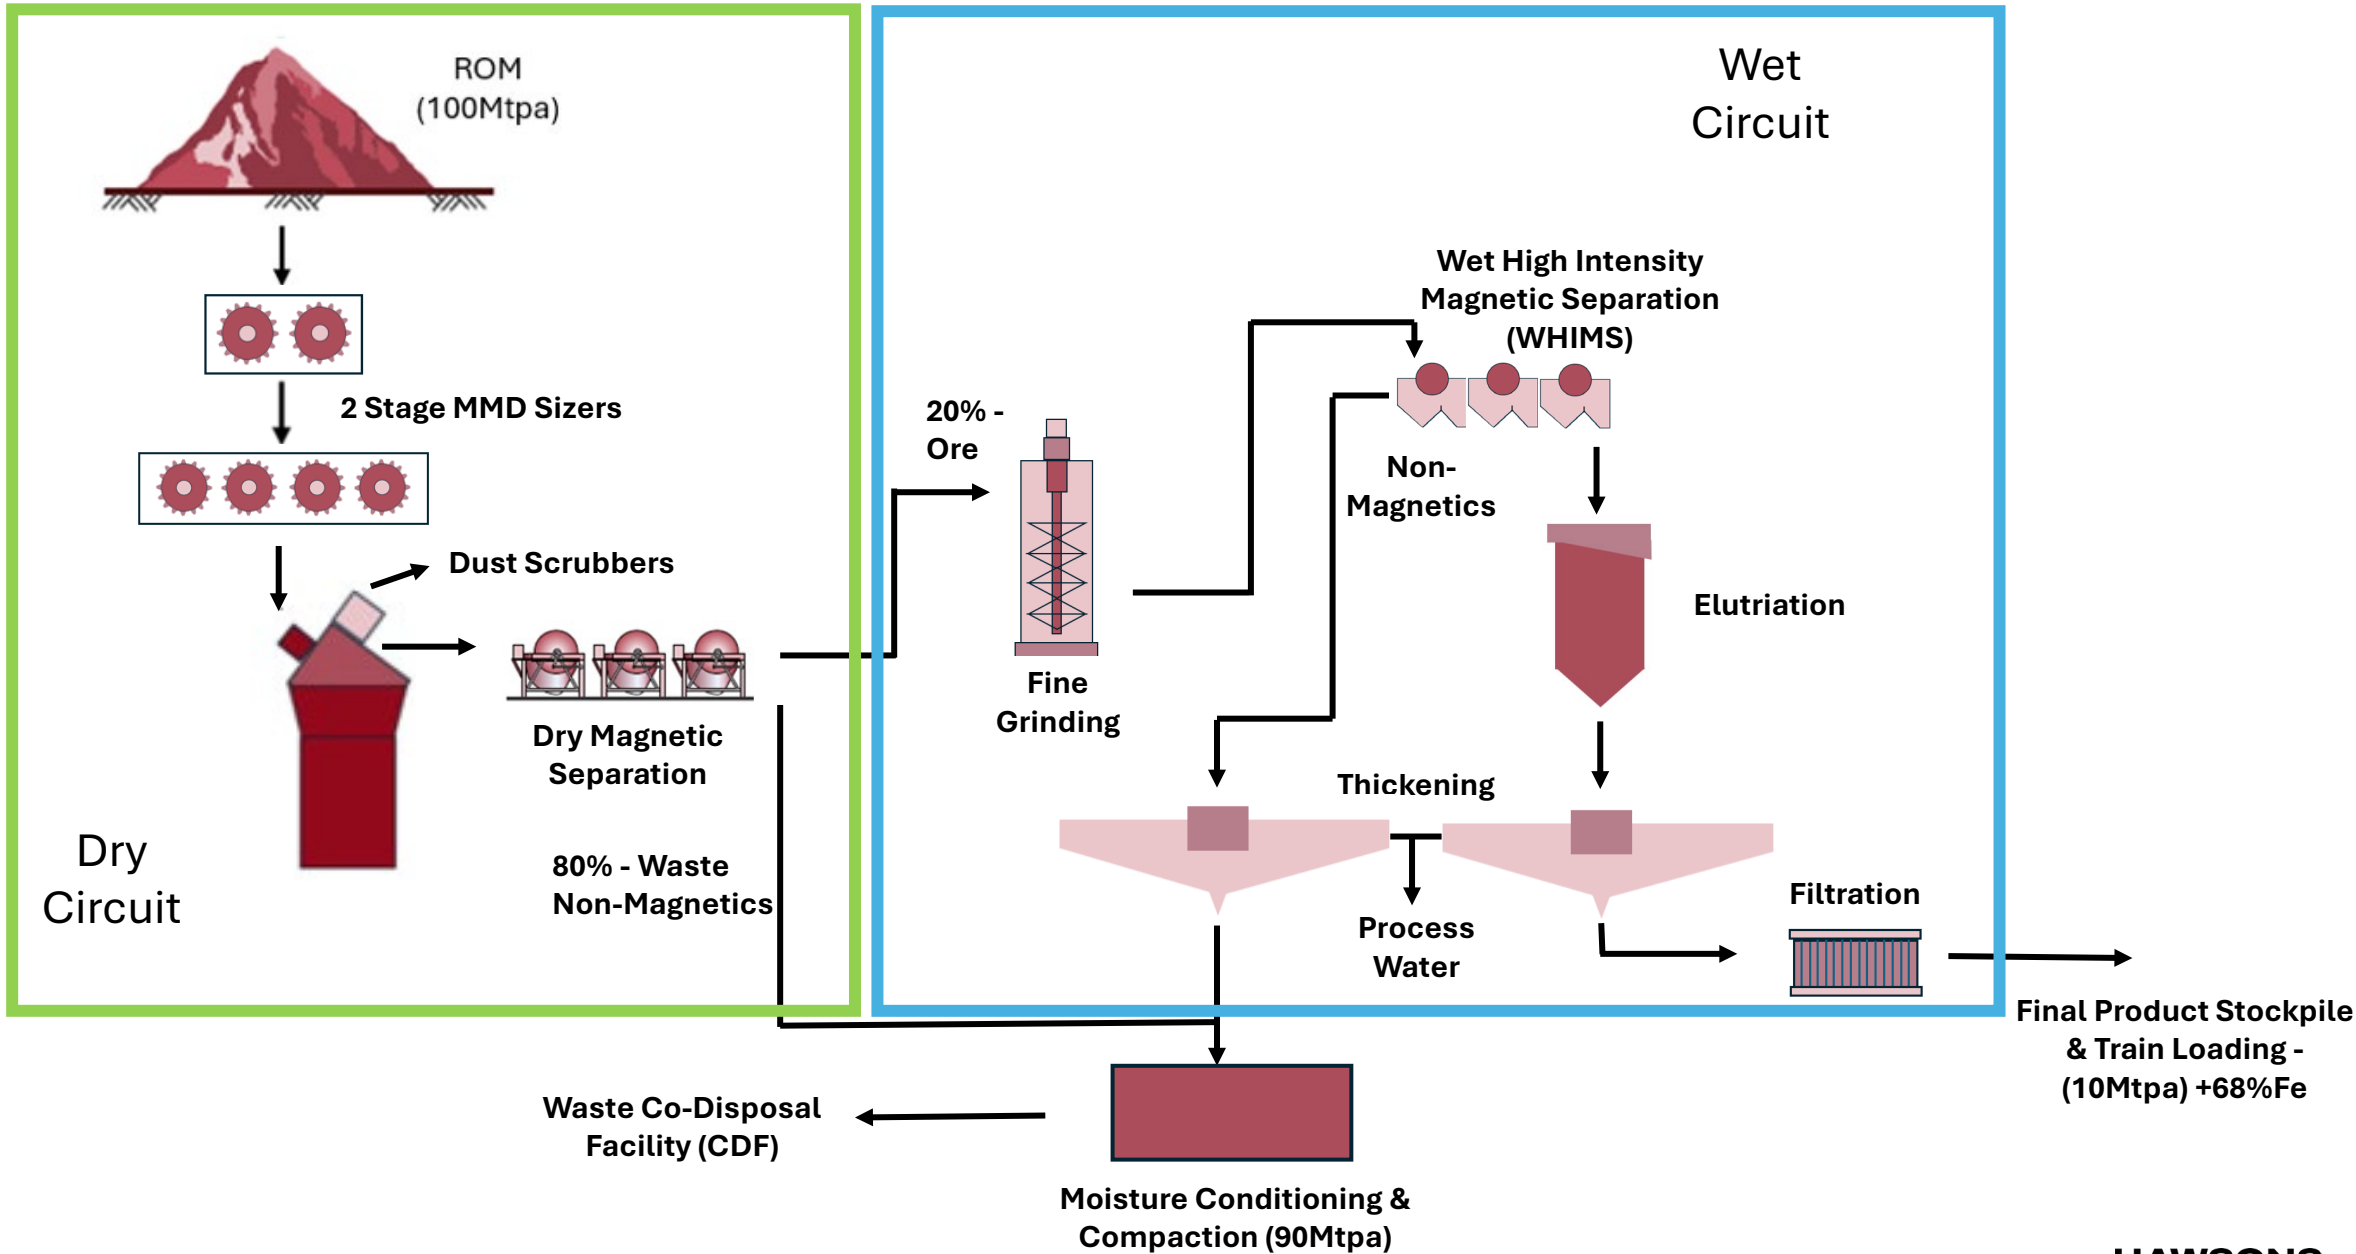 ROM
(100Mtpa)
2 Stage MMD Sizers
Dust Scrubbers
Dry Magnetic
Separation
80% - Waste
Non-Magnetics
Dry
Circuit
Wet
Circuit
Wet High Intensity
Magnetic Separation
(WHIMS)
20% -
Ore
Non-
Magnetics
Fine
Grinding
Elutriation
Thickening
Process
Water
Filtration
Final Product Stockpile
& Train Loading -
(10Mtpa) +68%Fe
Waste Co-Disposal
Facility (CDF)
Moisture Conditioning &
Compaction (90Mtpa)